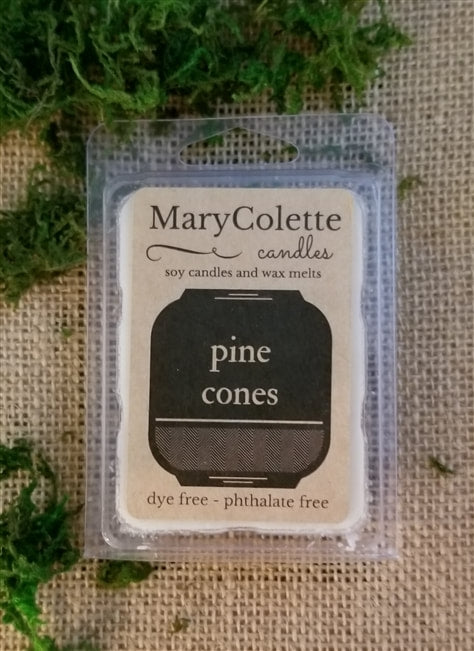 MaryColette
candles
soy candles and wax melts
pine
cones
dye free - phthalate free